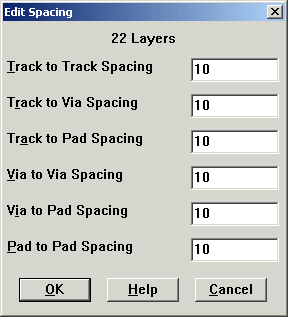 Edit Spacing
22 Layers
Track to Track Spacing 10
Track to Via Spacing 10
Track to Pad Spacing 10
Via to Via Spacing 10
Via to Pad Spacing 10
Pad to Pad Spacing 10
OK Help Cancel